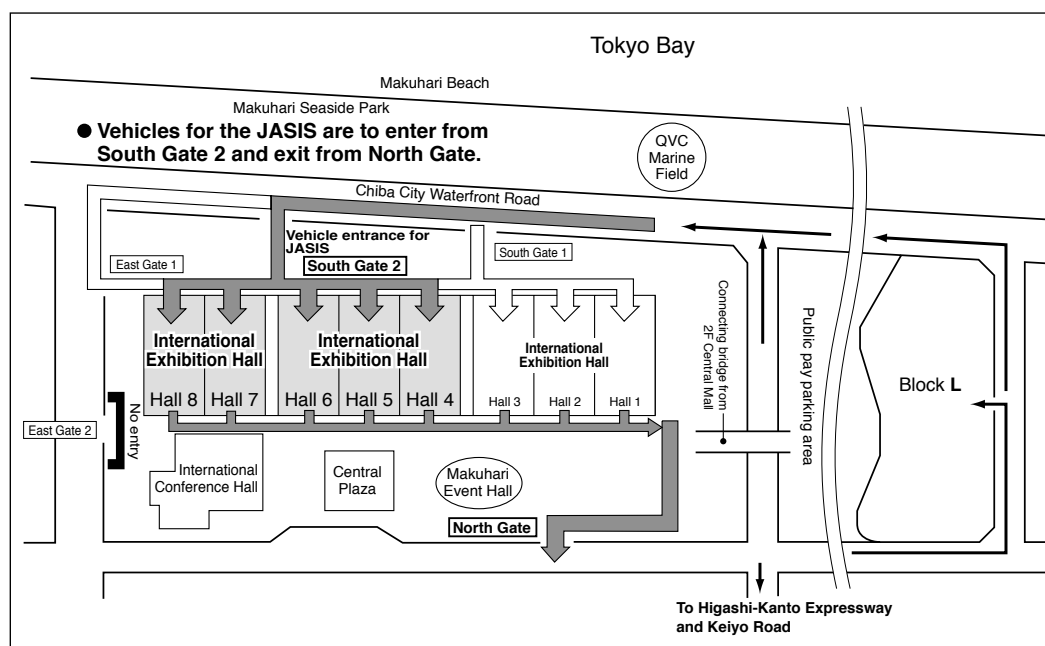 Tokyo Bay
Makuhari Beach
Makuhari Seaside Park
● Vehicles for the JASIS are to enter from
South Gate 2 and exit from North Gate.
QVC
Marine
Field
Chiba City Waterfront Road
Vehicle entrance for
JASIS
East Gate 1
South Gate 2
South Gate 1
International
Exhibition Hall
International
Exhibition Hall
International
Exhibition Hall
Hall 8
Hall 7
Hall 6
Hall 5
Hall 4
Hall 3
Hall 2
Hall 1
Connecting bridge from
2F Central Mall
Public pay parking area
Block L
East Gate 2
No entry
International
Conference Hall
Central
Plaza
Makuhari
Event Hall
North Gate
To Higashi-Kanto Expressway
and Keiyo Road